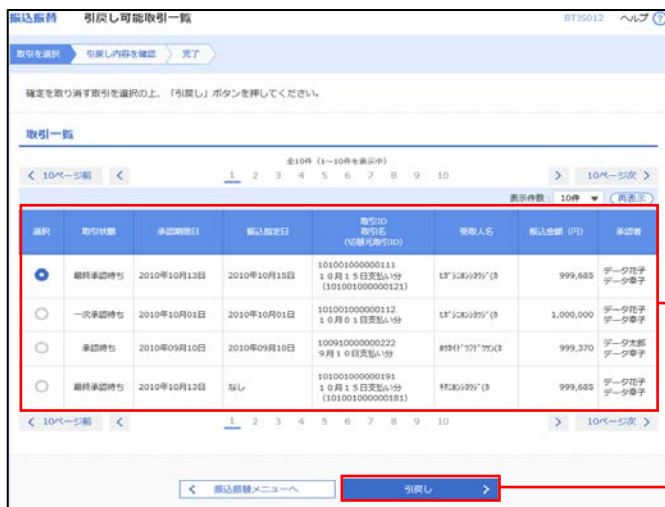 振込振替 引戻し可能取引一覧 BTJS012 ヘルプ ?
取引を選択 引戻し内容を確認 完了
確定を取り消す取引を選択の上、「引戻し」ボタンを押してください。
取引一覧
全10件（1～10件を表示中）
< 10ページ前 < 1 2 3 4 5 6 7 8 9 10 > 10ページ次 >
表示件数： 10件 ▼ (再表示)
選択 取引状態 承認期限日 振込指定日 取引ID 取引名 (切替元取引ID) 受取人名 振込金額（円） 承認者
最終承認待ち 2010年10月13日 2010年10月15日 101001000000111 999,685 データ花子
１０月１５日支払い分 データ幸子
(101001000000121)
一次承認待ち 2010年10月01日 2010年10月01日 101001000000112 1,000,000 データ花子
１０月０１日支払い分 データ幸子
承認待ち 2010年09月10日 2010年09月10日 100910000000222 999,370 データ太郎
９月１０日支払い分 データ幸子
最終承認待ち 2010年10月13日 なし 101001000000191 999,685 データ花子
１０月１５日支払い分 データ幸子
(101001000000181)
< 10ページ前 < 1 2 3 4 5 6 7 8 9 10 > 10ページ次 >
< 振込振替メニューへ 引戻し >